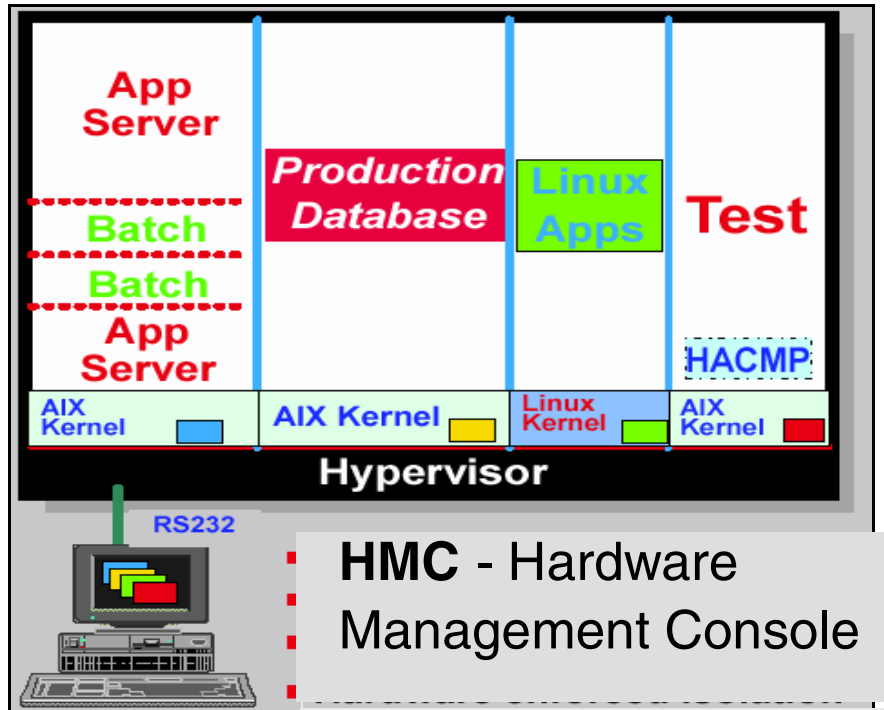 App
Server
Batch
Batch
App
Server
Production
Database
Linux
Apps
Test
HACMP
AIX
Kernel
AIX Kernel
Linux
Kernel
AIX
Kernel
Hypervisor
RS232
HMC - Hardware
Management Console